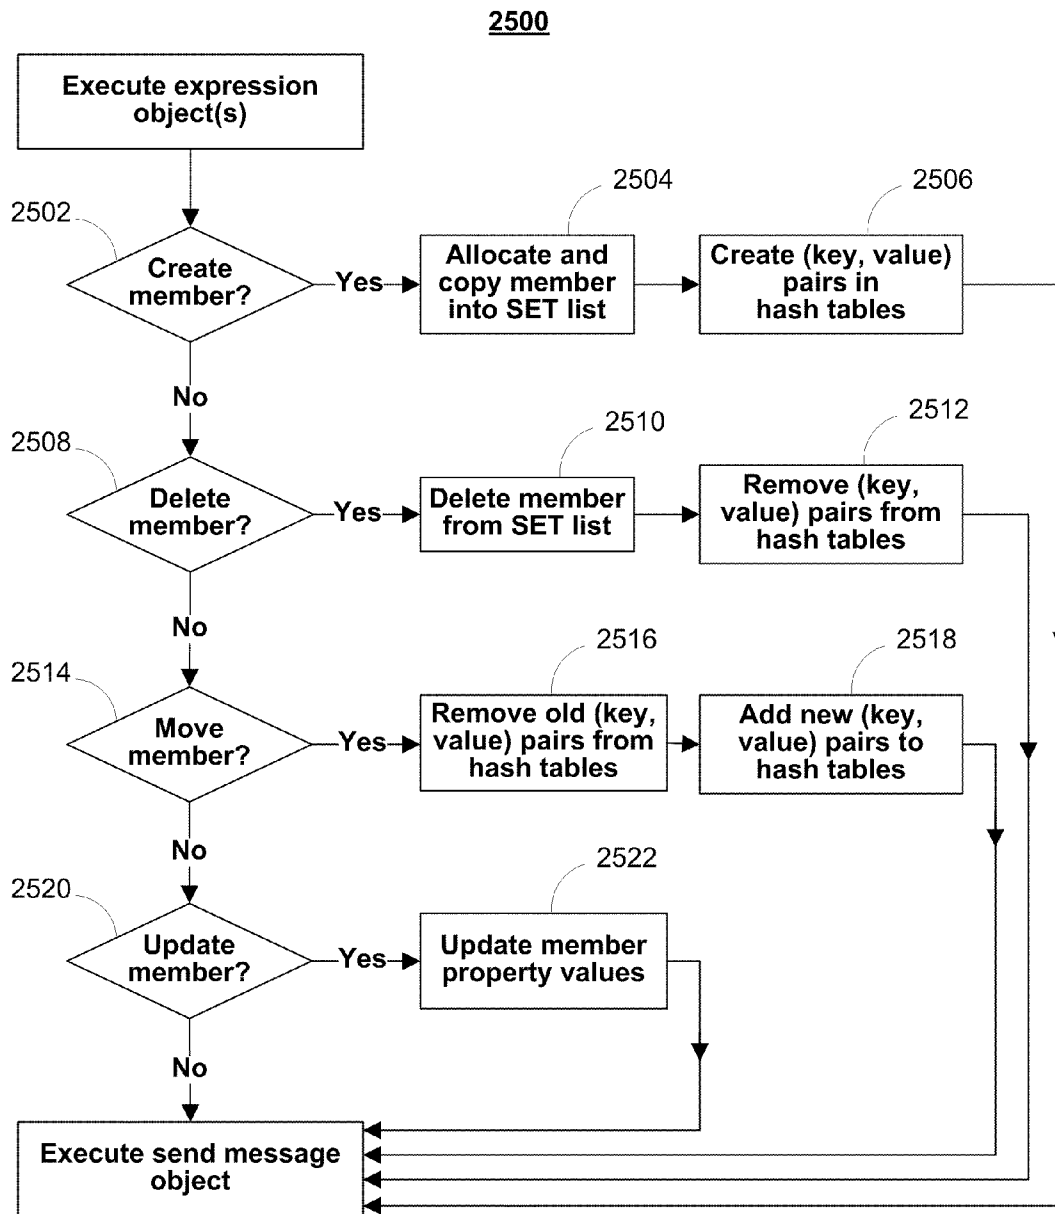 2500
Execute expression
object(s)
2502
2504
2506
Create
member?
Yes
Allocate and
copy member
into SET list
Create (key, value)
pairs in
hash tables
No
2508
2510
2512
Delete
member?
Yes
Delete member
from SET list
Remove (key,
value) pairs from
hash tables
No
2514
2516
2518
Move
member?
Yes
Remove old (key,
value) pairs from
hash tables
Add new (key,
value) pairs to
hash tables
No
2520
2522
Update
member?
Yes
Update member
property values
No
Execute send message
object